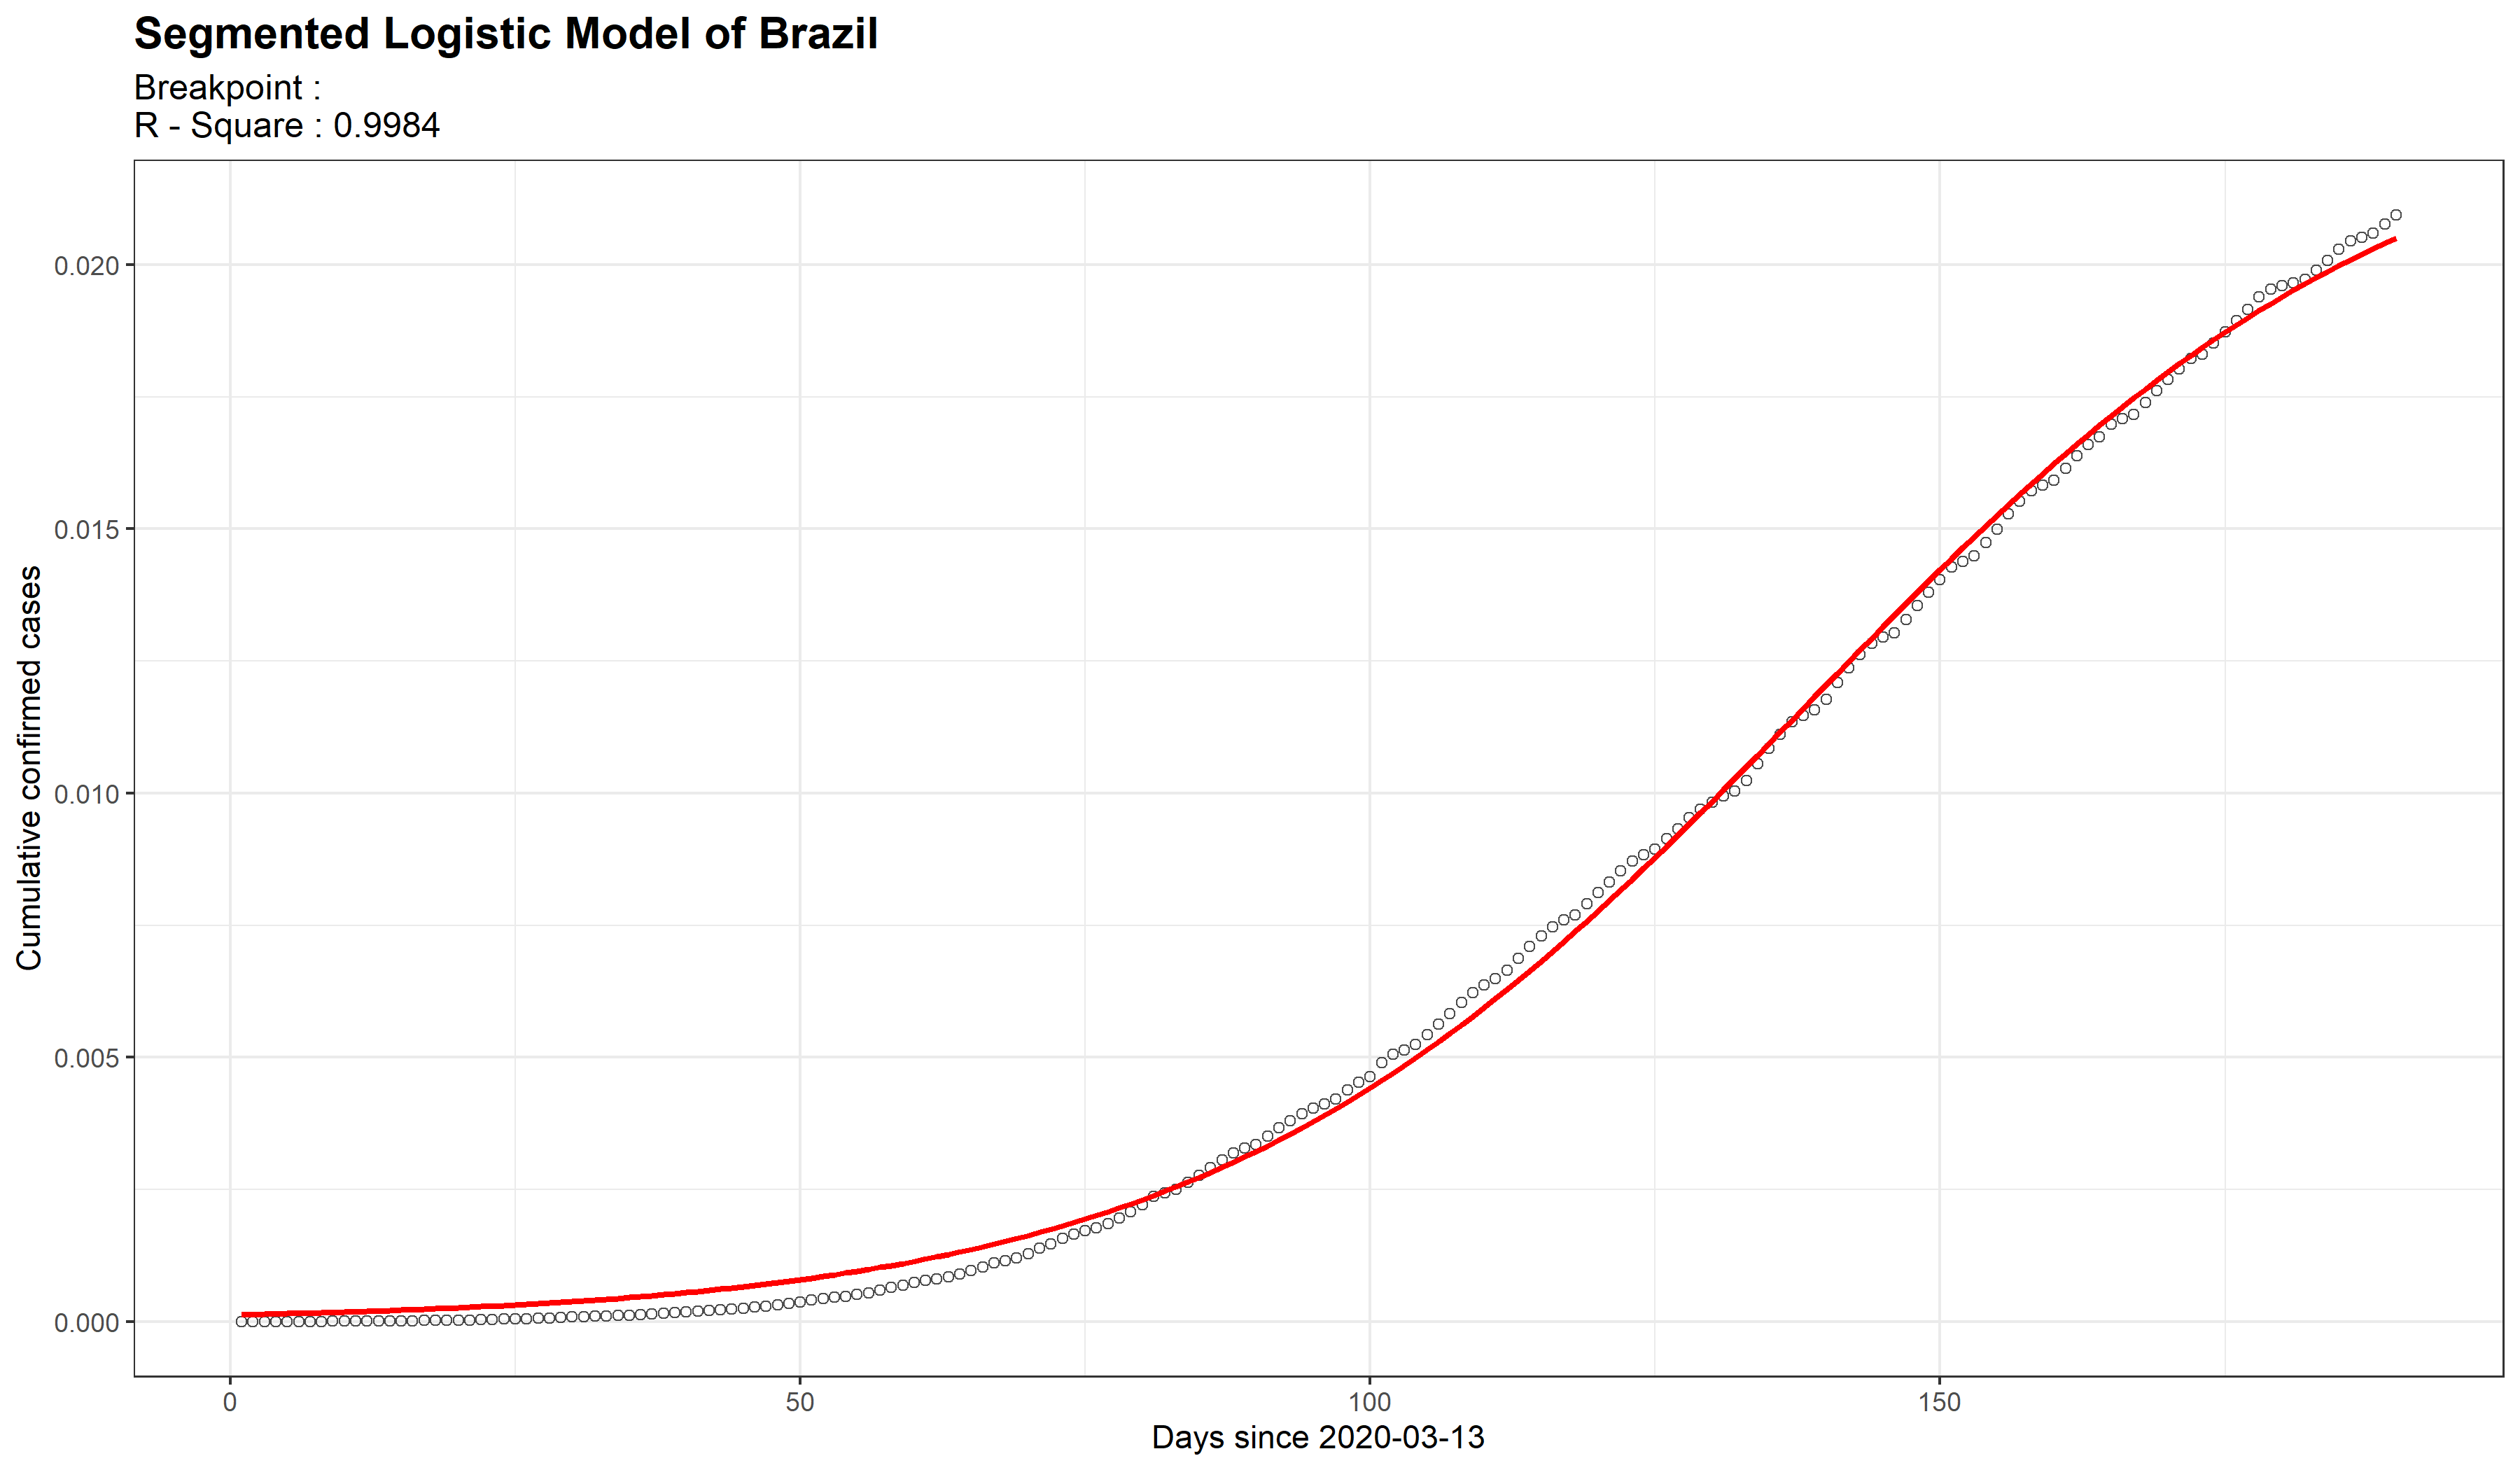 Segmented Logistic Model of Brazil
Breakpoint :
R - Square : 0.9984
Cumulative confirmed cases
0.020
0.015
0.010
0.005
0.000
0
50
100
150
Days since 2020-03-13